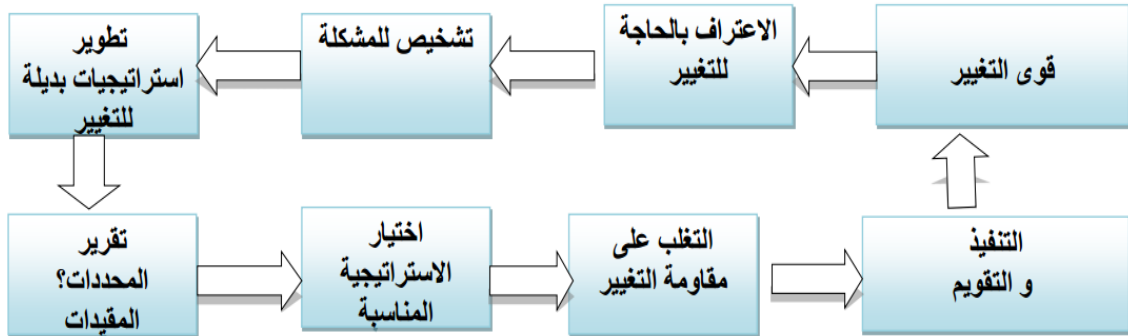 قوى التغيير
الاعتراف بالحاجة
للتغيير
تشخيص للمشكلة
تطوير
استراتيجيات بديلة
للتغيير
تقرير
المحددات؟
المقيدات
اختيار
الاستراتيجية
المناسبة
التغلب على
مقاومة التغيير
التنفيذ
و التقويم